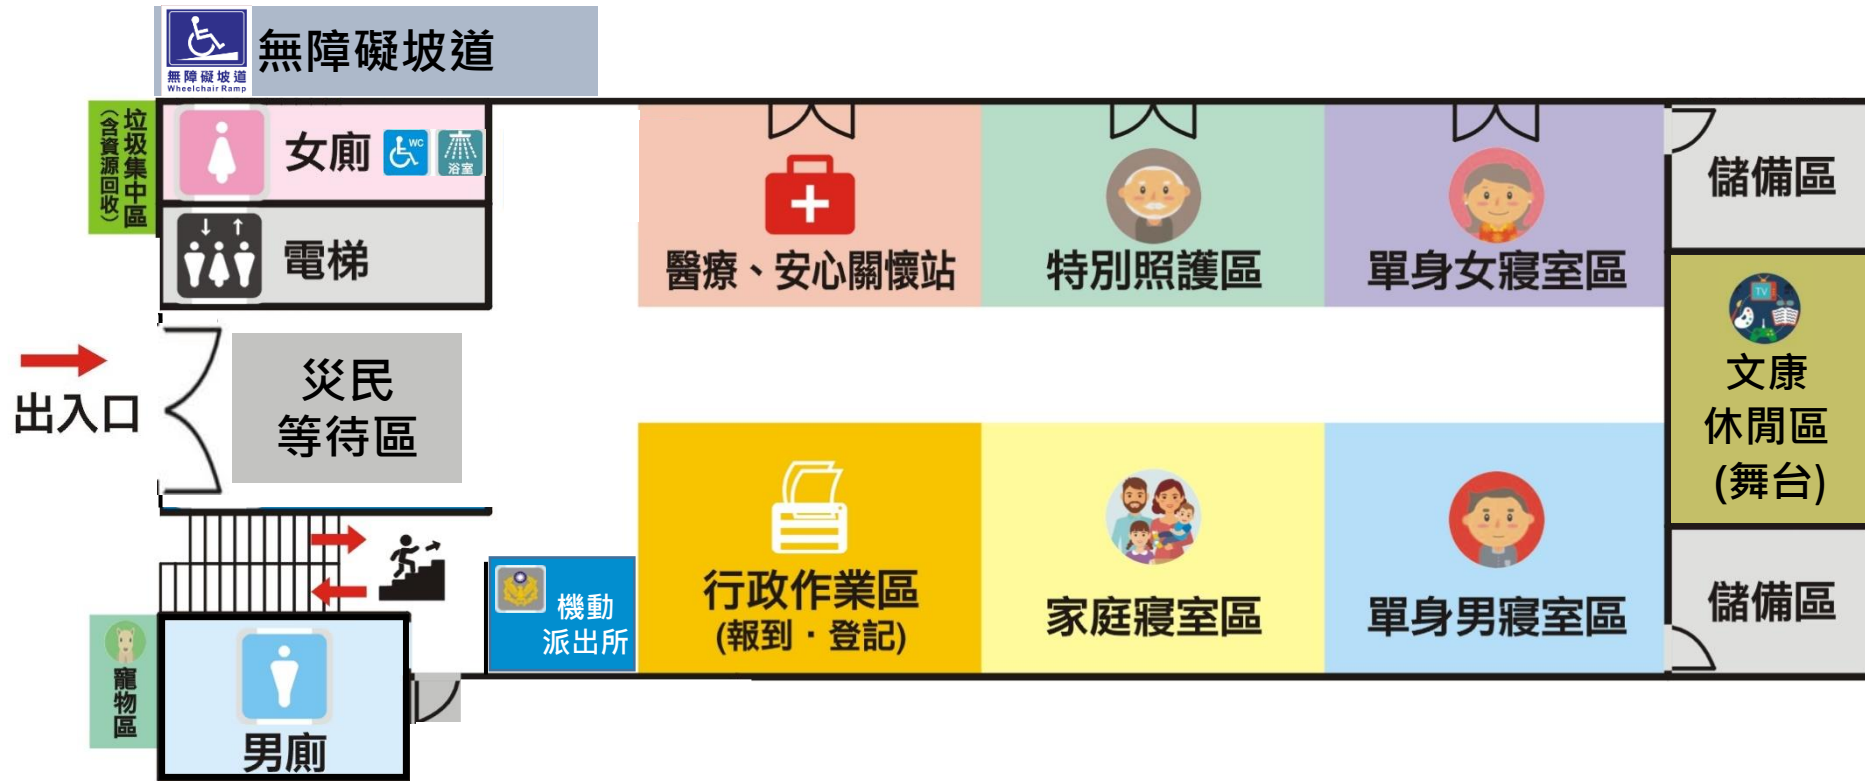 無障礙坡道
Wheelchair Ramp
無障礙坡道
垃圾集中區
(含資源回收)
女廁
WC
浴室
電梯
出入口
災民
等待區
寵物區
男廁
機動
派出所
醫療、安心關懷站
特別照護區
單身女寢室區
行政作業區
(報到‧登記)
家庭寢室區
單身男寢室區
儲備區
TV
文康
休閒區
(舞台)
儲備區